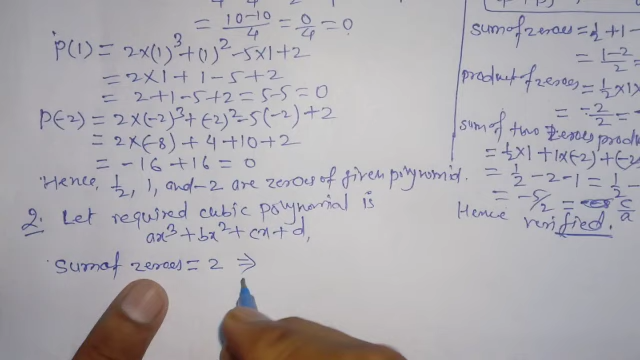 = 10-10/4 = 0/4 = 0
P(1) = 2×(1)³+(1)²-5×1+2
= 2×1+1-5+2
= 2+1-5+2=5-5=0
P(-2) = 2×(-2)³+(-2)²-5(-2)+2
= 2×(-8)+4+10+2
= -16+16=0
Hence, 1/2, 1, and -2 are zeroes of given polynomial.
2. Let required cubic polynomial is
ax³+bx²+cx+d,
Sum of zeroes = 2 ⇒
sum of zeroes = 1/2+1-
= 1-2/2=
product of zeroes = 1/2×1×
= -2/2=-
sum of two zeroes produc
= 1/2×1+1×(-2)+(-2
= 1/2-2-1=1/2-
= -5/2 = c/a
Hence verified.